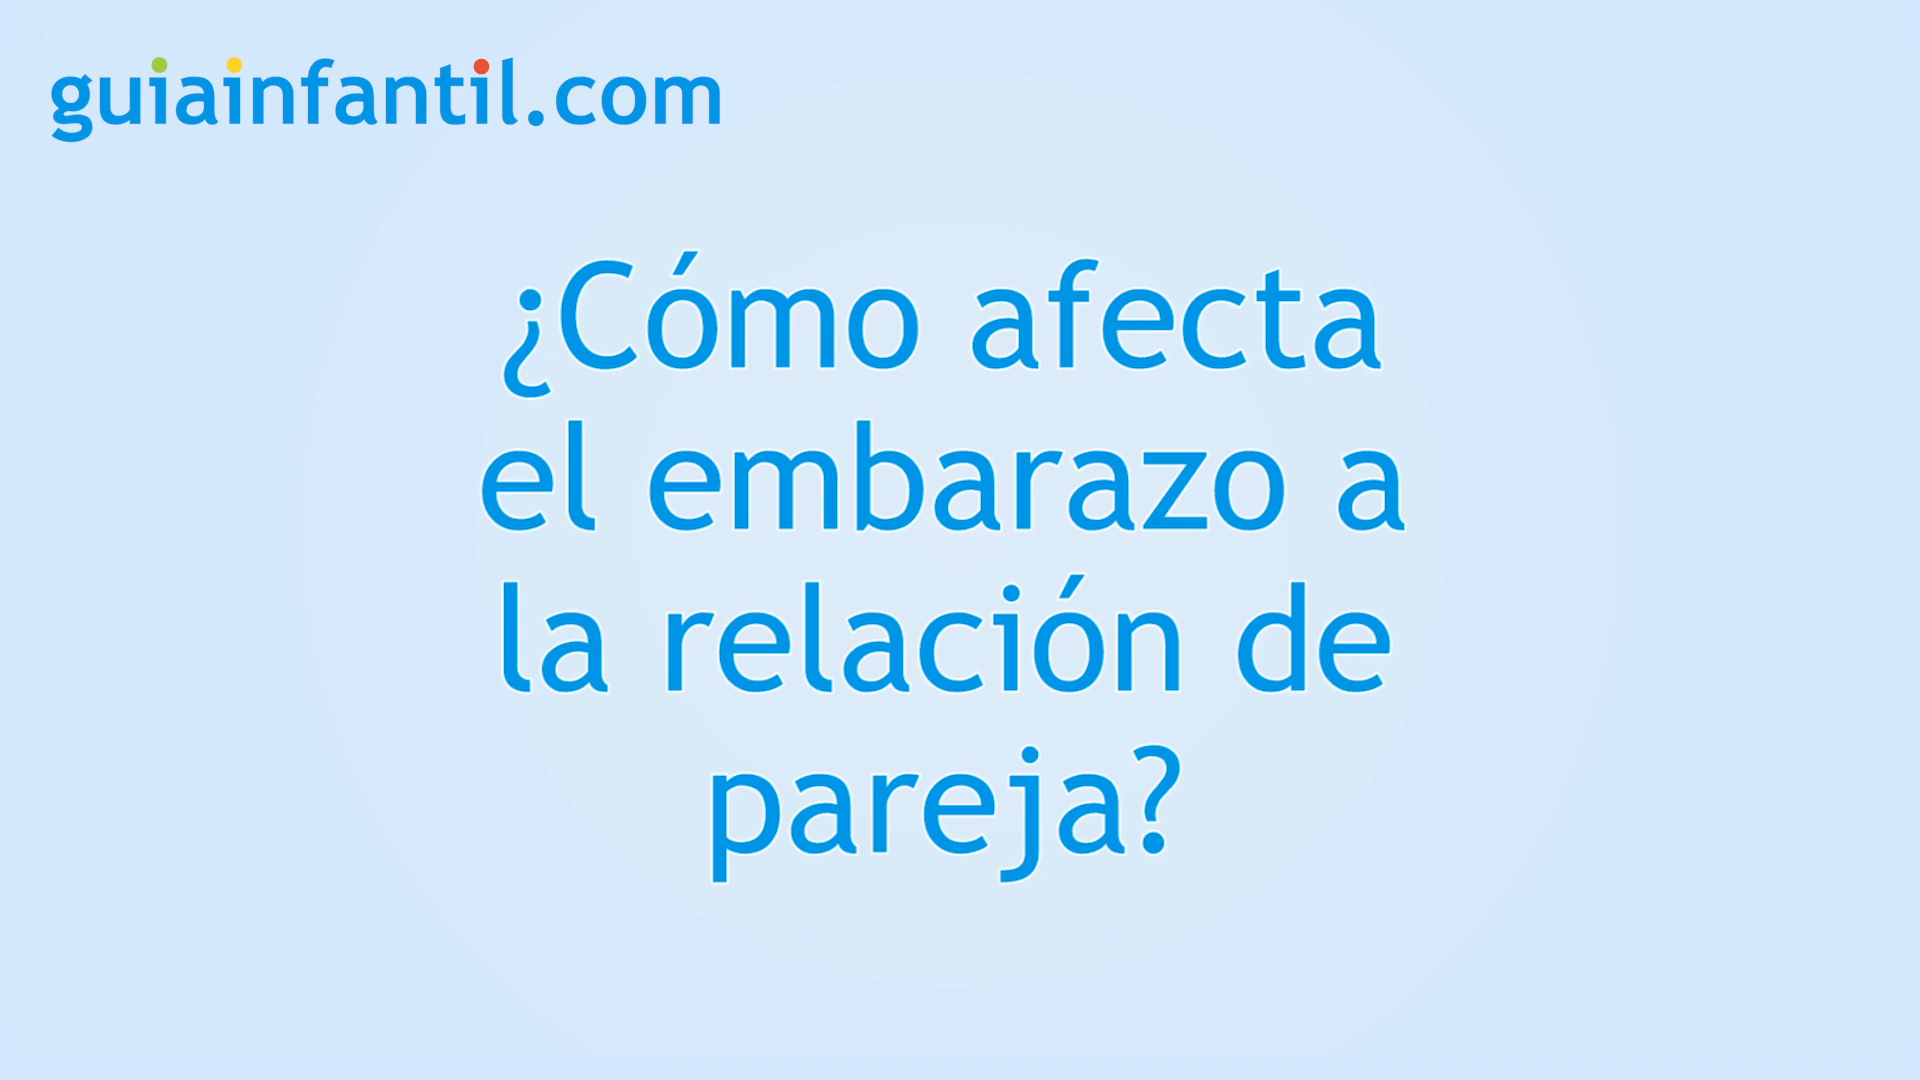 guiainfantil.com
¿Cómo afecta
el embarazo a
la relación de
pareja?